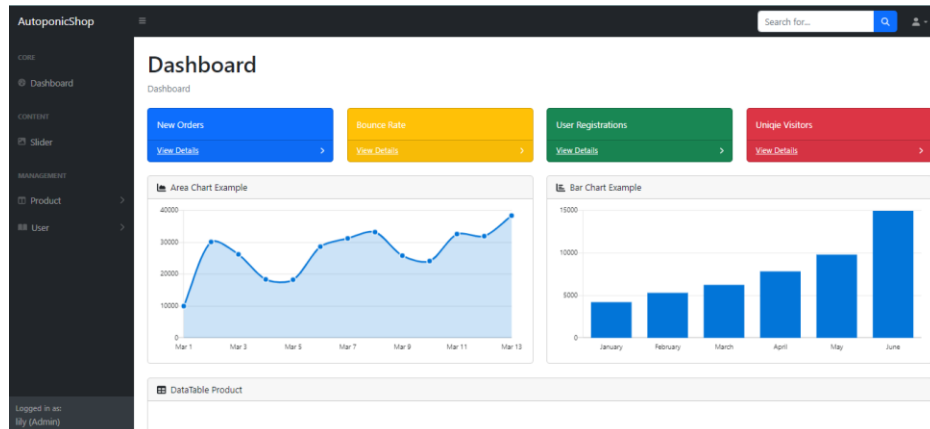 AutoponicShop
Search for...
CORE
Dashboard
CONTENT
Slider
MANAGEMENT
Product
User
Logged in as:
lily (Admin)
Dashboard
Dashboard
New Orders
View Details
Bounce Rate
View Details
User Registrations
View Details
Uniqie Visitors
View Details
Area Chart Example
40000
30000
20000
10000
0
Mar 1 Mar 3 Mar 5 Mar 7 Mar 9 Mar 11 Mar 13
Bar Chart Example
15000
10000
5000
0
January February March April May June
DataTable Product